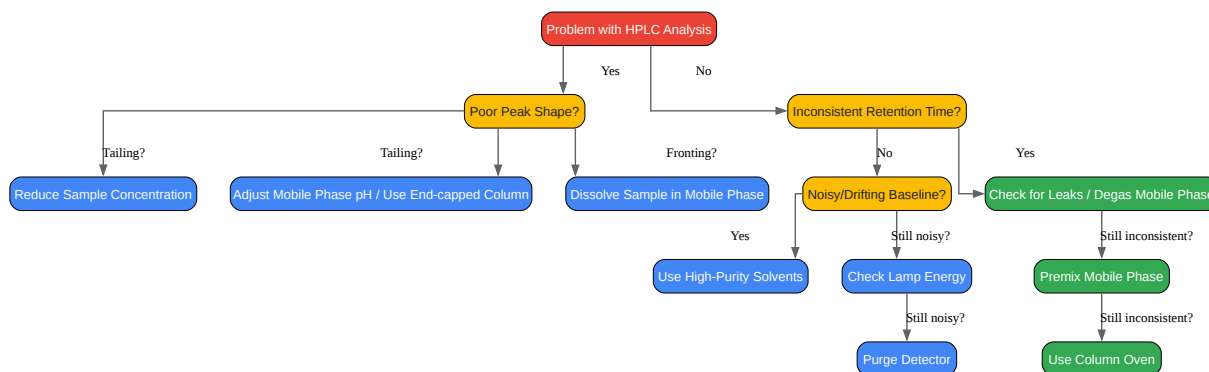 Problem with HPLC Analysis
Yes
No
Poor Peak Shape?
Inconsistent Retention Time?
Tailing?
Tailing?
Fronting?
No
Yes
Reduce Sample Concentration
Adjust Mobile Phase pH / Use End-capped Column
Dissolve Sample in Mobile Phase
Noisy/Drifting Baseline?
Check for Leaks / Degas Mobile Phase
Yes
Still noisy?
Still inconsistent?
Use High-Purity Solvents
Check Lamp Energy
Premix Mobile Phase
Still noisy?
Still inconsistent?
Purge Detector
Use Column Oven